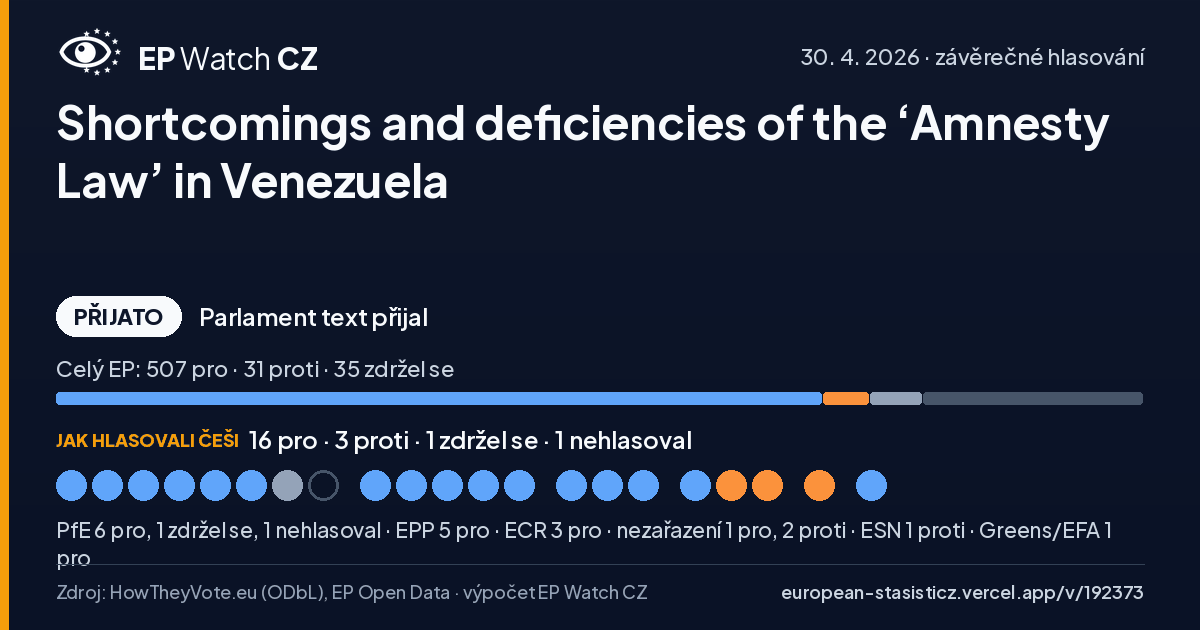 EP Watch CZ
30. 4. 2026 · závěrečné hlasování
Shortcomings and deficiencies of the ‘Amnesty
Law’ in Venezuela
PŘIJATO Parlament text přijal
Celý EP: 507 pro · 31 proti · 35 zdržel se
JAK HLASOVALI ČEŠI 16 pro · 3 proti · 1 zdržel se · 1 nehlasoval
PfE 6 pro, 1 zdržel se, 1 nehlasoval · EPP 5 pro · ECR 3 pro · nezařazení 1 pro, 2 proti · ESN 1 proti · Greens/EFA 1
pro
Zdroj: HowTheyVote.eu (ODbL), EP Open Data · výpočet EP Watch CZ
european-stasisticz.vercel.app/v/192373